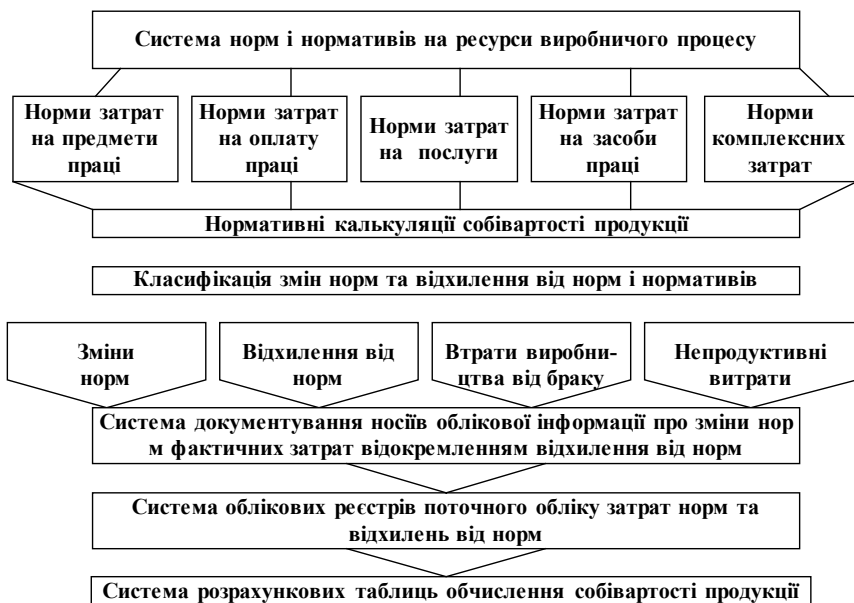 Система норм і нормативів на ресурси виробничого процесу
Норми затрат
на предмети
праці
Норми затрат
на оплату
праці
Норми затрат
на послуги
Норми затрат
на засоби
праці
Норми
комплексних
затрат
Нормативні калькуляції собівартості продукції
Класифікація змін норм та відхилення від норм і нормативів
Зміни
норм
Відхилення від
норм
Втрати виробни-
цтва від браку
Непродуктивні
витрати
Система документування носіїв облікової інформації про зміни нор
м фактичних затрат відокремленням відхилення від норм
Система облікових реєстрів поточного обліку затрат норм та
відхилень від норм
Система розрахункових таблиць обчислення собівартості продукції